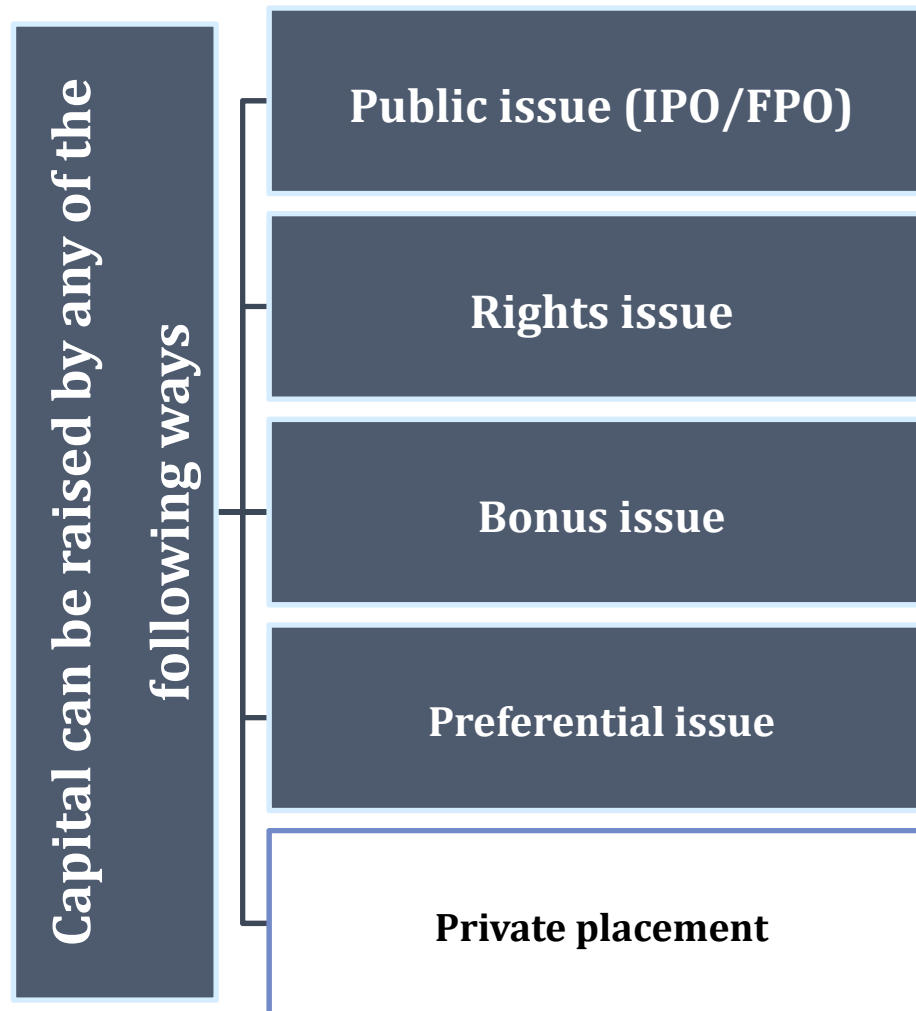 Capital can be raised by any of the
following ways
Public issue (IPO/FPO)
Rights issue
Bonus issue
Preferential issue
Private placement